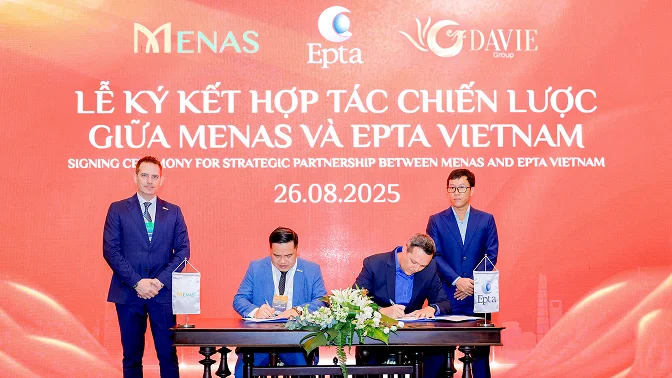 MENAS
Epta
DAVIE
Group
LỄ KÝ KẾT HỢP TÁC CHIẾN LƯỢC
GIỮA MENAS VÀ EPTA VIETNAM
SIGNING CEREMONY FOR STRATEGIC PARTNERSHIP BETWEEN MENAS AND EPTA VIETNAM
26.08.2025
MENAS
Epta